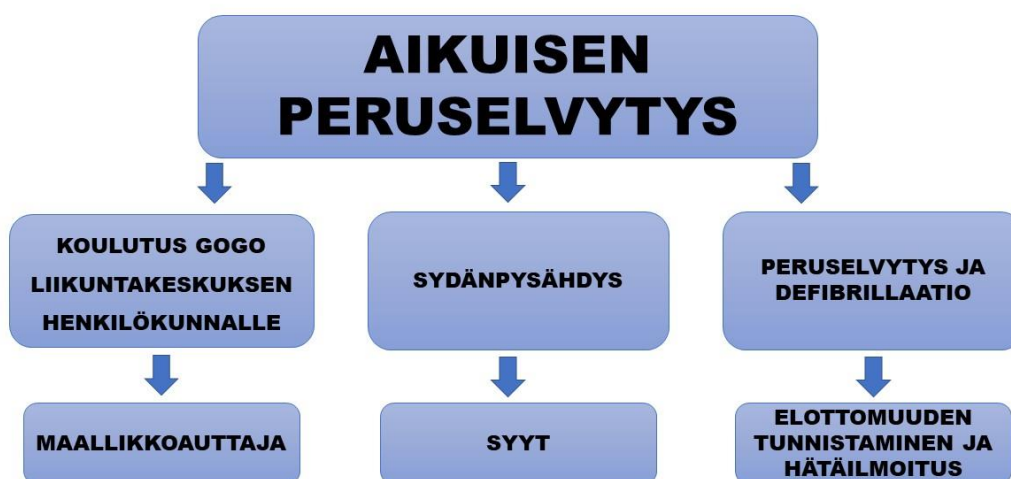 AIKUISEN
PERUSELVYTYS
KOULUTUS GOGO
LIIKUNTAKESKUKSEN
HENKILÖKUNNALLE
SYDÄNPYSÄHDYS
PERUSELVYTYS JA
DEFIBRILLAATIO
MAALLIKKOAUTTAJA
SYYT
ELOTTOMUUDEN
TUNNISTAMINEN JA
HÄTÄILMOITUS